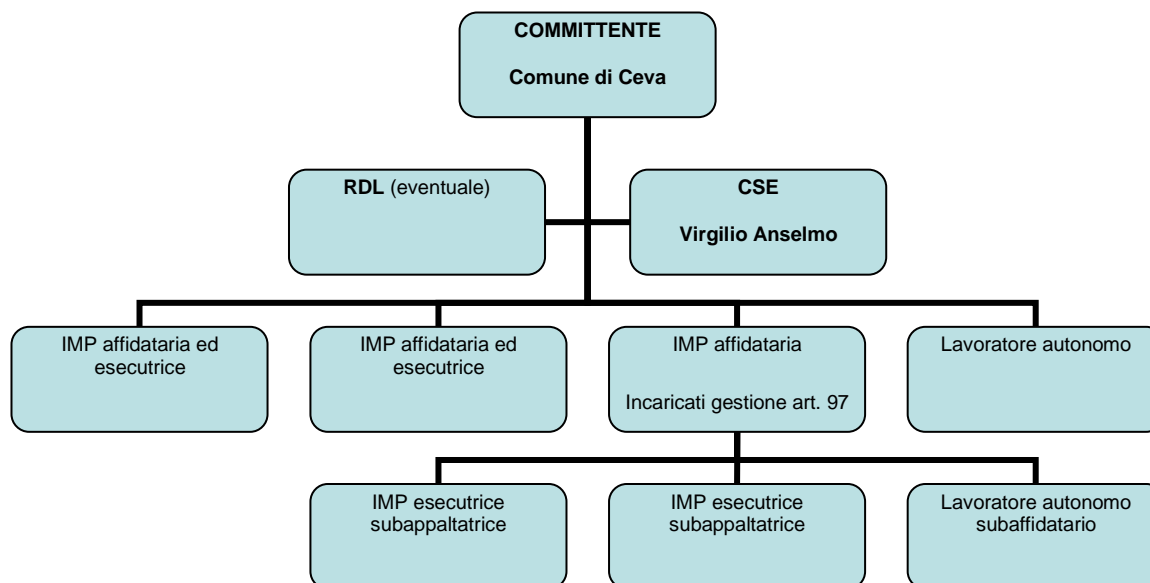 COMMITTENTE
Comune di Ceva
RDL (eventuale)
CSE
Virgilio Anselmo
IMP affidataria ed
esecutrice
IMP affidataria ed
esecutrice
IMP affidataria
Incaricati gestione art. 97
Lavoratore autonomo
IMP esecutrice
subappaltatrice
IMP esecutrice
subappaltatrice
Lavoratore autonomo
subaffidatario